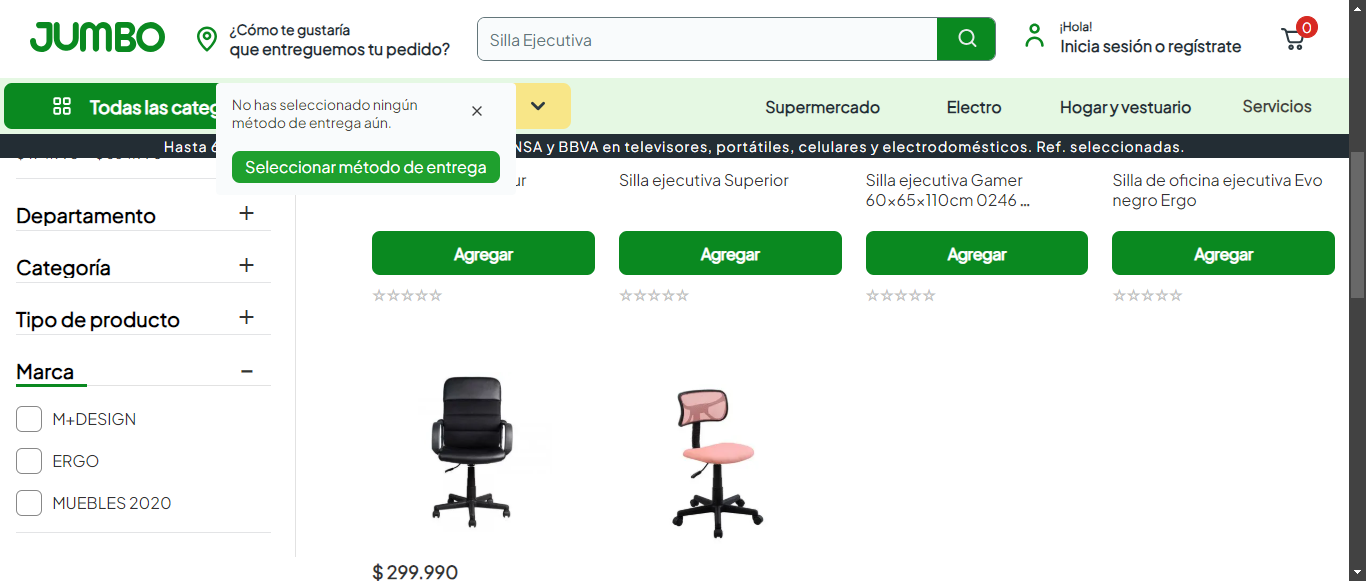 JUMBO
¿Cómo te gustaría
que entreguemos tu pedido?
Silla Ejecutiva
¡Hola!
Inicia sesión o regístrate
0
Todas las categ
No has seleccionado ningún
método de entrega aún.
Seleccionar método de entrega
Supermercado
Electro
Hogar y vestuario
Servicios
Hasta 6
NSA y BBVA en televisores, portátiles, celulares y electrodomésticos. Ref. seleccionadas.
Departamento
Categoría
Tipo de producto
Marca
M+DESIGN
ERGO
MUEBLES 2020
ur
Silla ejecutiva Superior
Silla ejecutiva Gamer
60x65x110cm 0246 ...
Silla de oficina ejecutiva Evo
negro Ergo
Agregar
Agregar
Agregar
Agregar
$ 299.990